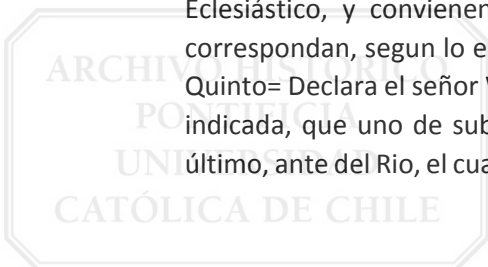 Eclesiástico, y convienen
correspondan, segun lo e
Quinto= Declara el señor
indicada, que uno de sub
último, ante del Rio, el cua
ARCHIVO HISTÓRICO
PONTIFICIA
UNIVERSIDAD
CATÓLICA DE CHILE